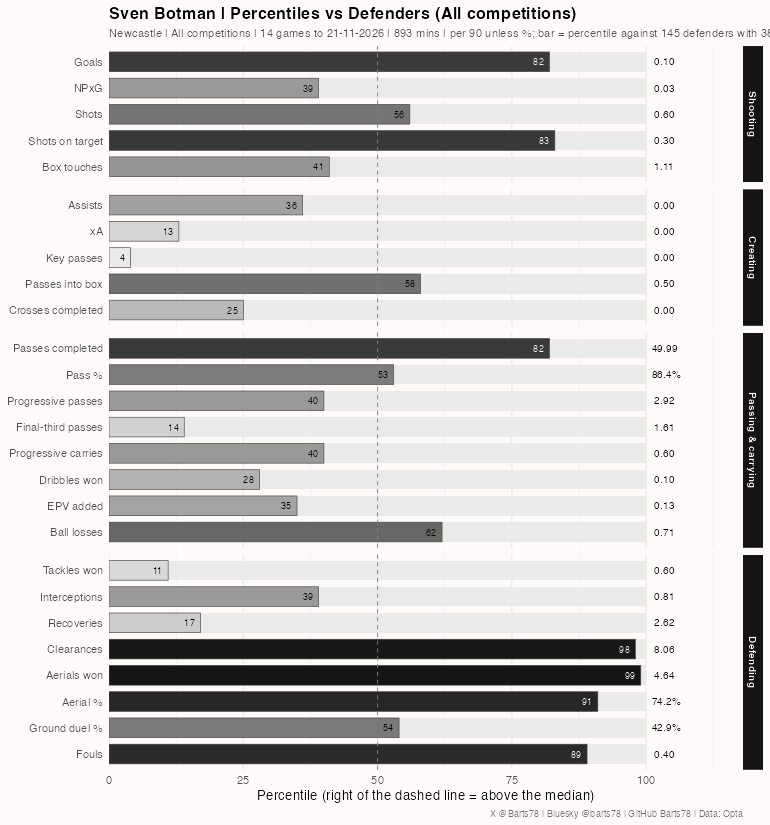 Sven Botman | Percentiles vs Defenders (All competitions)
Newcastle | All competitions | 14 games to 21-11-2026 | 893 mins | per 90 unless %; bar = percentile against 145 defenders with 38
Goals 82 0.10
NPxG 39 0.03
Shots 56 0.60
Shots on target 83 0.30
Box touches 41 1.11
Shooting
Assists 36 0.00
xA 13 0.00
Key passes 4 0.00
Passes into box 58 0.50
Crosses completed 25 0.00
Creating
Passes completed 82 49.99
Pass % 53 86.4%
Progressive passes 40 2.92
Final-third passes 14 1.61
Progressive carries 40 0.60
Dribbles won 28 0.10
EPV added 35 0.13
Ball losses 62 0.71
Passing & carrying
Tackles won 11 0.60
Interceptions 39 0.81
Recoveries 17 2.62
Clearances 98 8.06
Aerials won 99 4.64
Aerial % 91 74.2%
Ground duel % 54 42.9%
Fouls 89 0.40
Defending
0 25 50 75 100
Percentile (right of the dashed line = above the median)
X @Barts78 | Bluesky @barts78 | GitHub Barts78 | Data: Opta